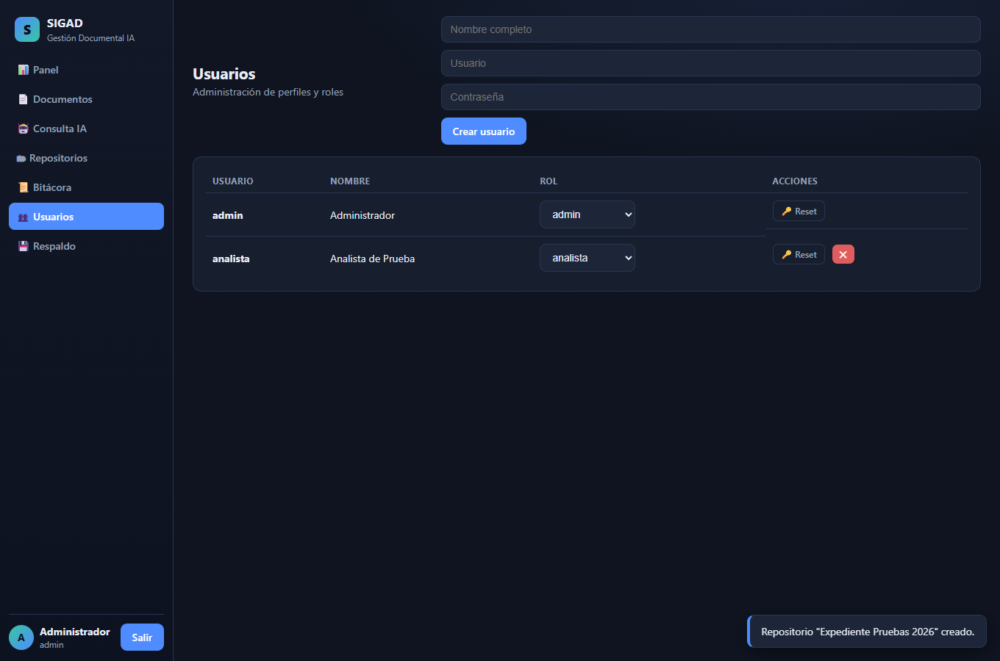 S
SIGAD
Gestión Documental IA
Panel
Documentos
Consulta IA
Repositorios
Bitácora
Usuarios
Respaldo
A
Administrador
admin
Salir
Usuarios
Administración de perfiles y roles
Nombre completo
Usuario
Contraseña
Crear usuario
USUARIO NOMBRE ROL ACCIONES
admin Administrador admin Reset
analista Analista de Prueba analista Reset
Repositorio "Expediente Pruebas 2026" creado.